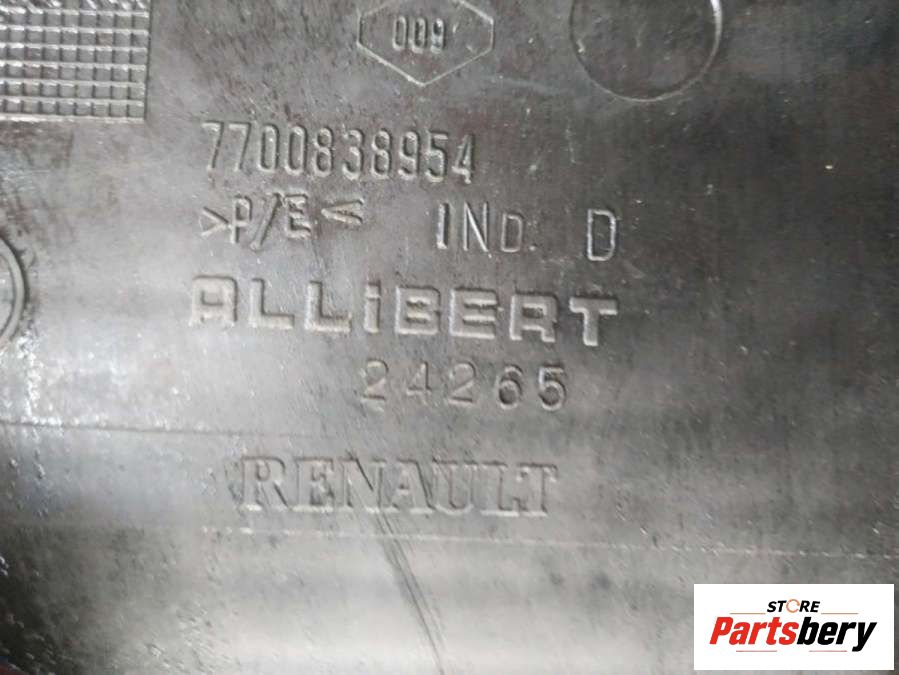 009
7700838954
>P/E<
IND. D
ALLiBERT
24265
RENAULT
STORE
Partsbery